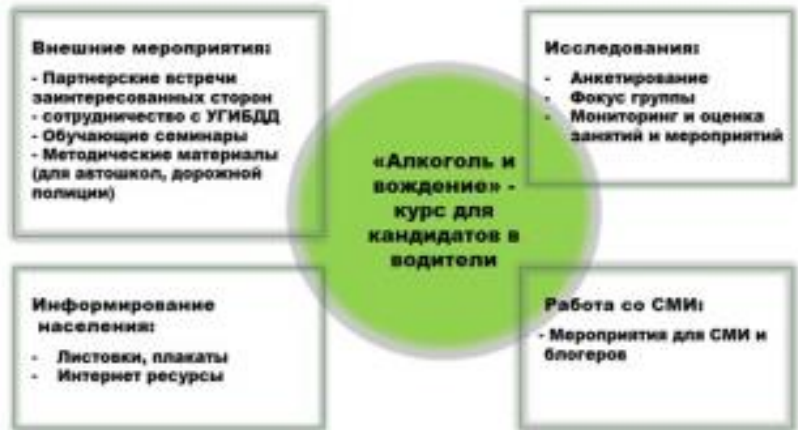 Внешние мероприятия:
- Партнерские встречи
заинтересованных сторон
- сотрудничество с УГИБДД
- Обучающие семинары
- Методические материалы
(для автошкол, дорожной
полиции)
Исследования:
- Анкетирование
- Фокус группы
- Мониторинг и оценка
занятий и мероприятий
«Алкоголь и
вождение» -
курс для
кандидатов в
водители
Информирование
населения:
- Листовки, плакаты
- Интернет ресурсы
Работа со СМИ:
- Мероприятия для СМИ и
блогеров